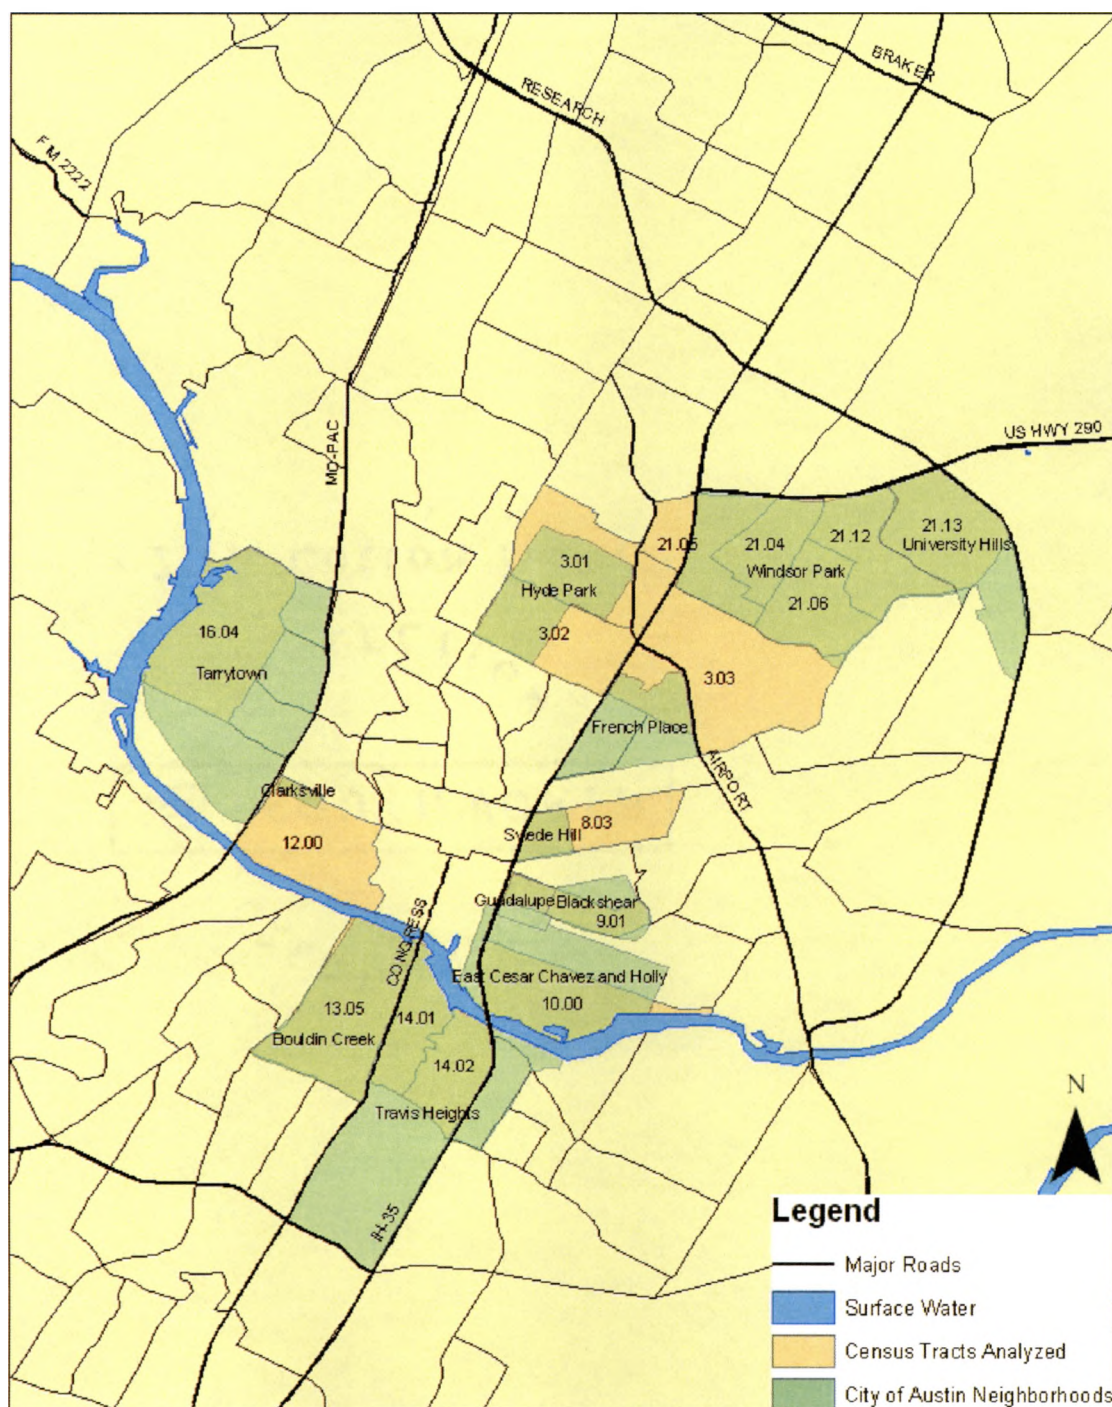 BRAKER
RESEARCH
FM 2222
MO-PAC
US HWY 290
21.13
University Hills
21.05
21.04
21.12
Windsor Park
21.06
3.01
Hyde Park
3.02
16.04
Tarrytown
3.03
French Place
AIRPORT
Clarksville
12.00
8.03
Swede Hill
Guadalupe
Blackshear
9.01
CONGRESS
East Cesar Chavez and Holly
10.00
13.05
14.01
Bouldin Creek
14.02
Travis Heights
IH-35
N
Legend
Major Roads
Surface Water
Census Tracts Analyzed
City of Austin Neighborhoods